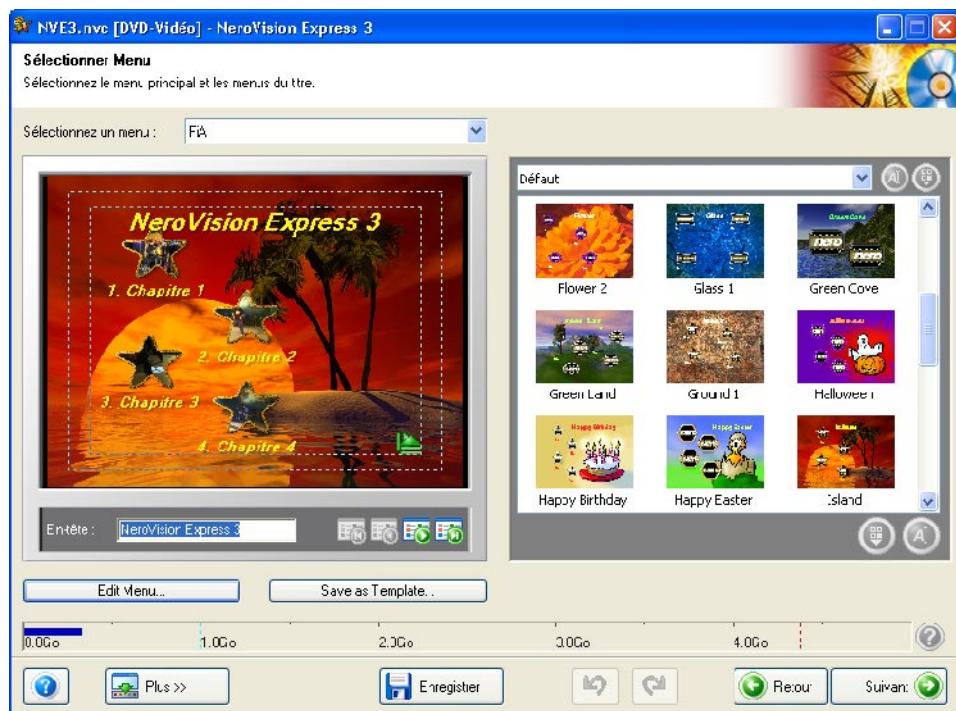 NVE3.nvc [DVD-Vidéo] - NeroVision Express 3
Sélectionner Menu
Sélectionnez le menu principal et les menus du titre.
Sélectionnez un menu :
Défaut
NeroVision Express 3
1. Chapitre 1
2. Chapitre 2
3. Chapitre 3
4. Chapitre 4
Flower 2
Glass 1
Green Cove
Green Land
Ground 1
Halloween
Happy Birthday
Happy Easter
Island
En-tête :
NeroVision Express 3
Edit Menu...
Save as Template...
0.0Go
1.0Go
2.0Go
3.0Go
4.0Go
Plus >>
Enregistrer
Retour
Suivant